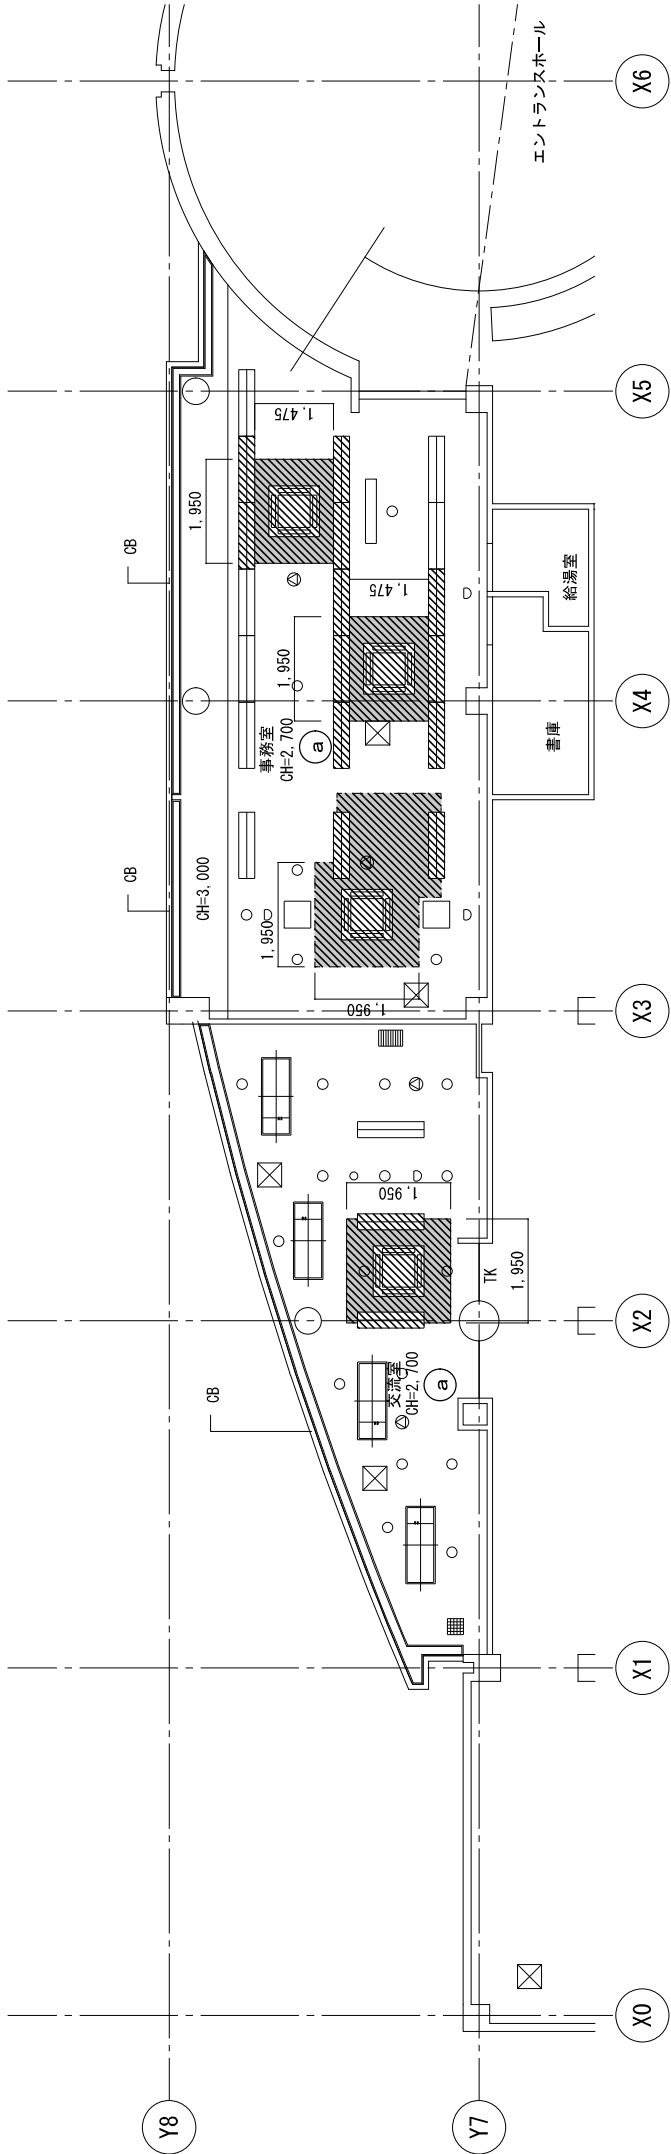 エントランスホール
X6
X5
1,475
1,950
CB
給湯室
1,475
1,950
X4
事務室
CH=2,700
a
書庫
CB
CH=3,000
1,950
1,950
X3
1,950
TK
1,950
X2
交流室
CH=2,700
a
CB
X1
X0
Y8
Y7